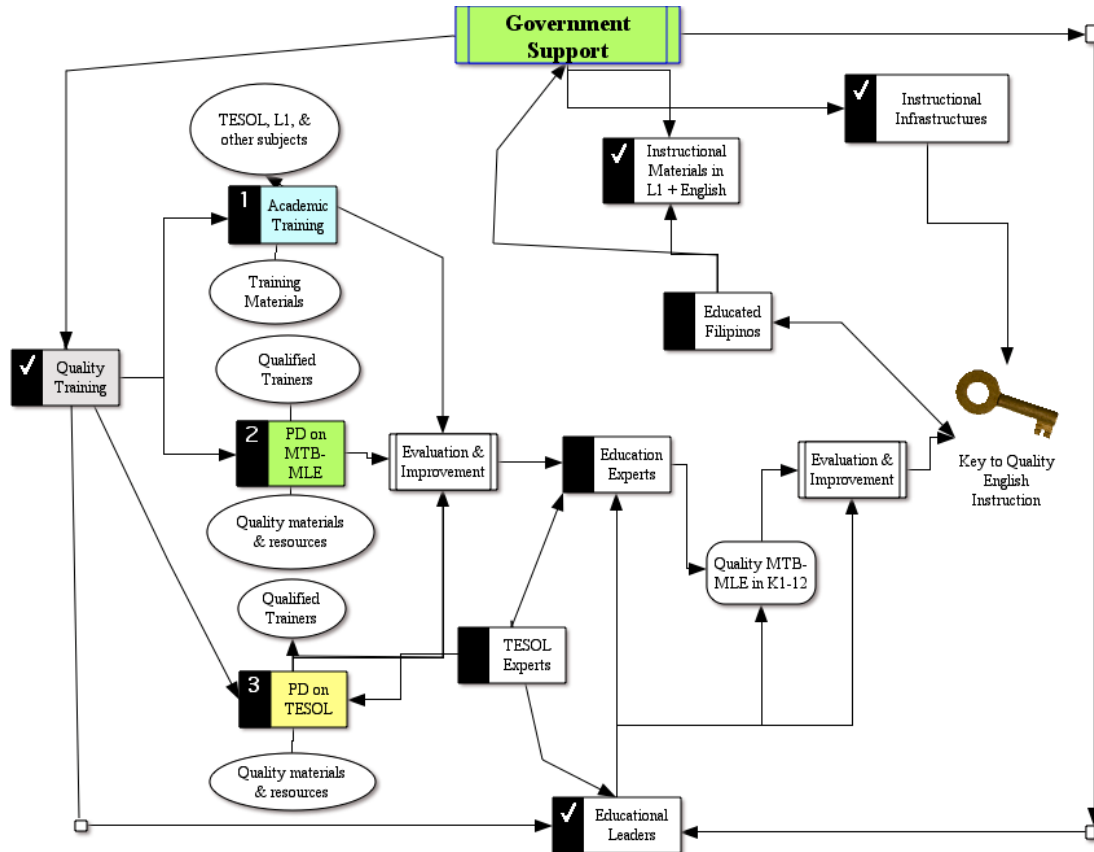 Government
Support
Instructional
Infrastructures
TESOL, L1, &
other subjects
Instructional
Materials in
L1 + English
1
Academic
Training
Training
Materials
Educated
Filipinos
Quality
Training
Qualified
Trainers
2
PD on
MTB-
MLE
Evaluation &
Improvement
Education
Experts
Evaluation &
Improvement
Key to Quality
English
Instruction
Quality materials
& resources
Quality MTB-
MLE in K1-12
Qualified
Trainers
TESOL
Experts
3
PD on
TESOL
Quality materials
& resources
Educational
Leaders